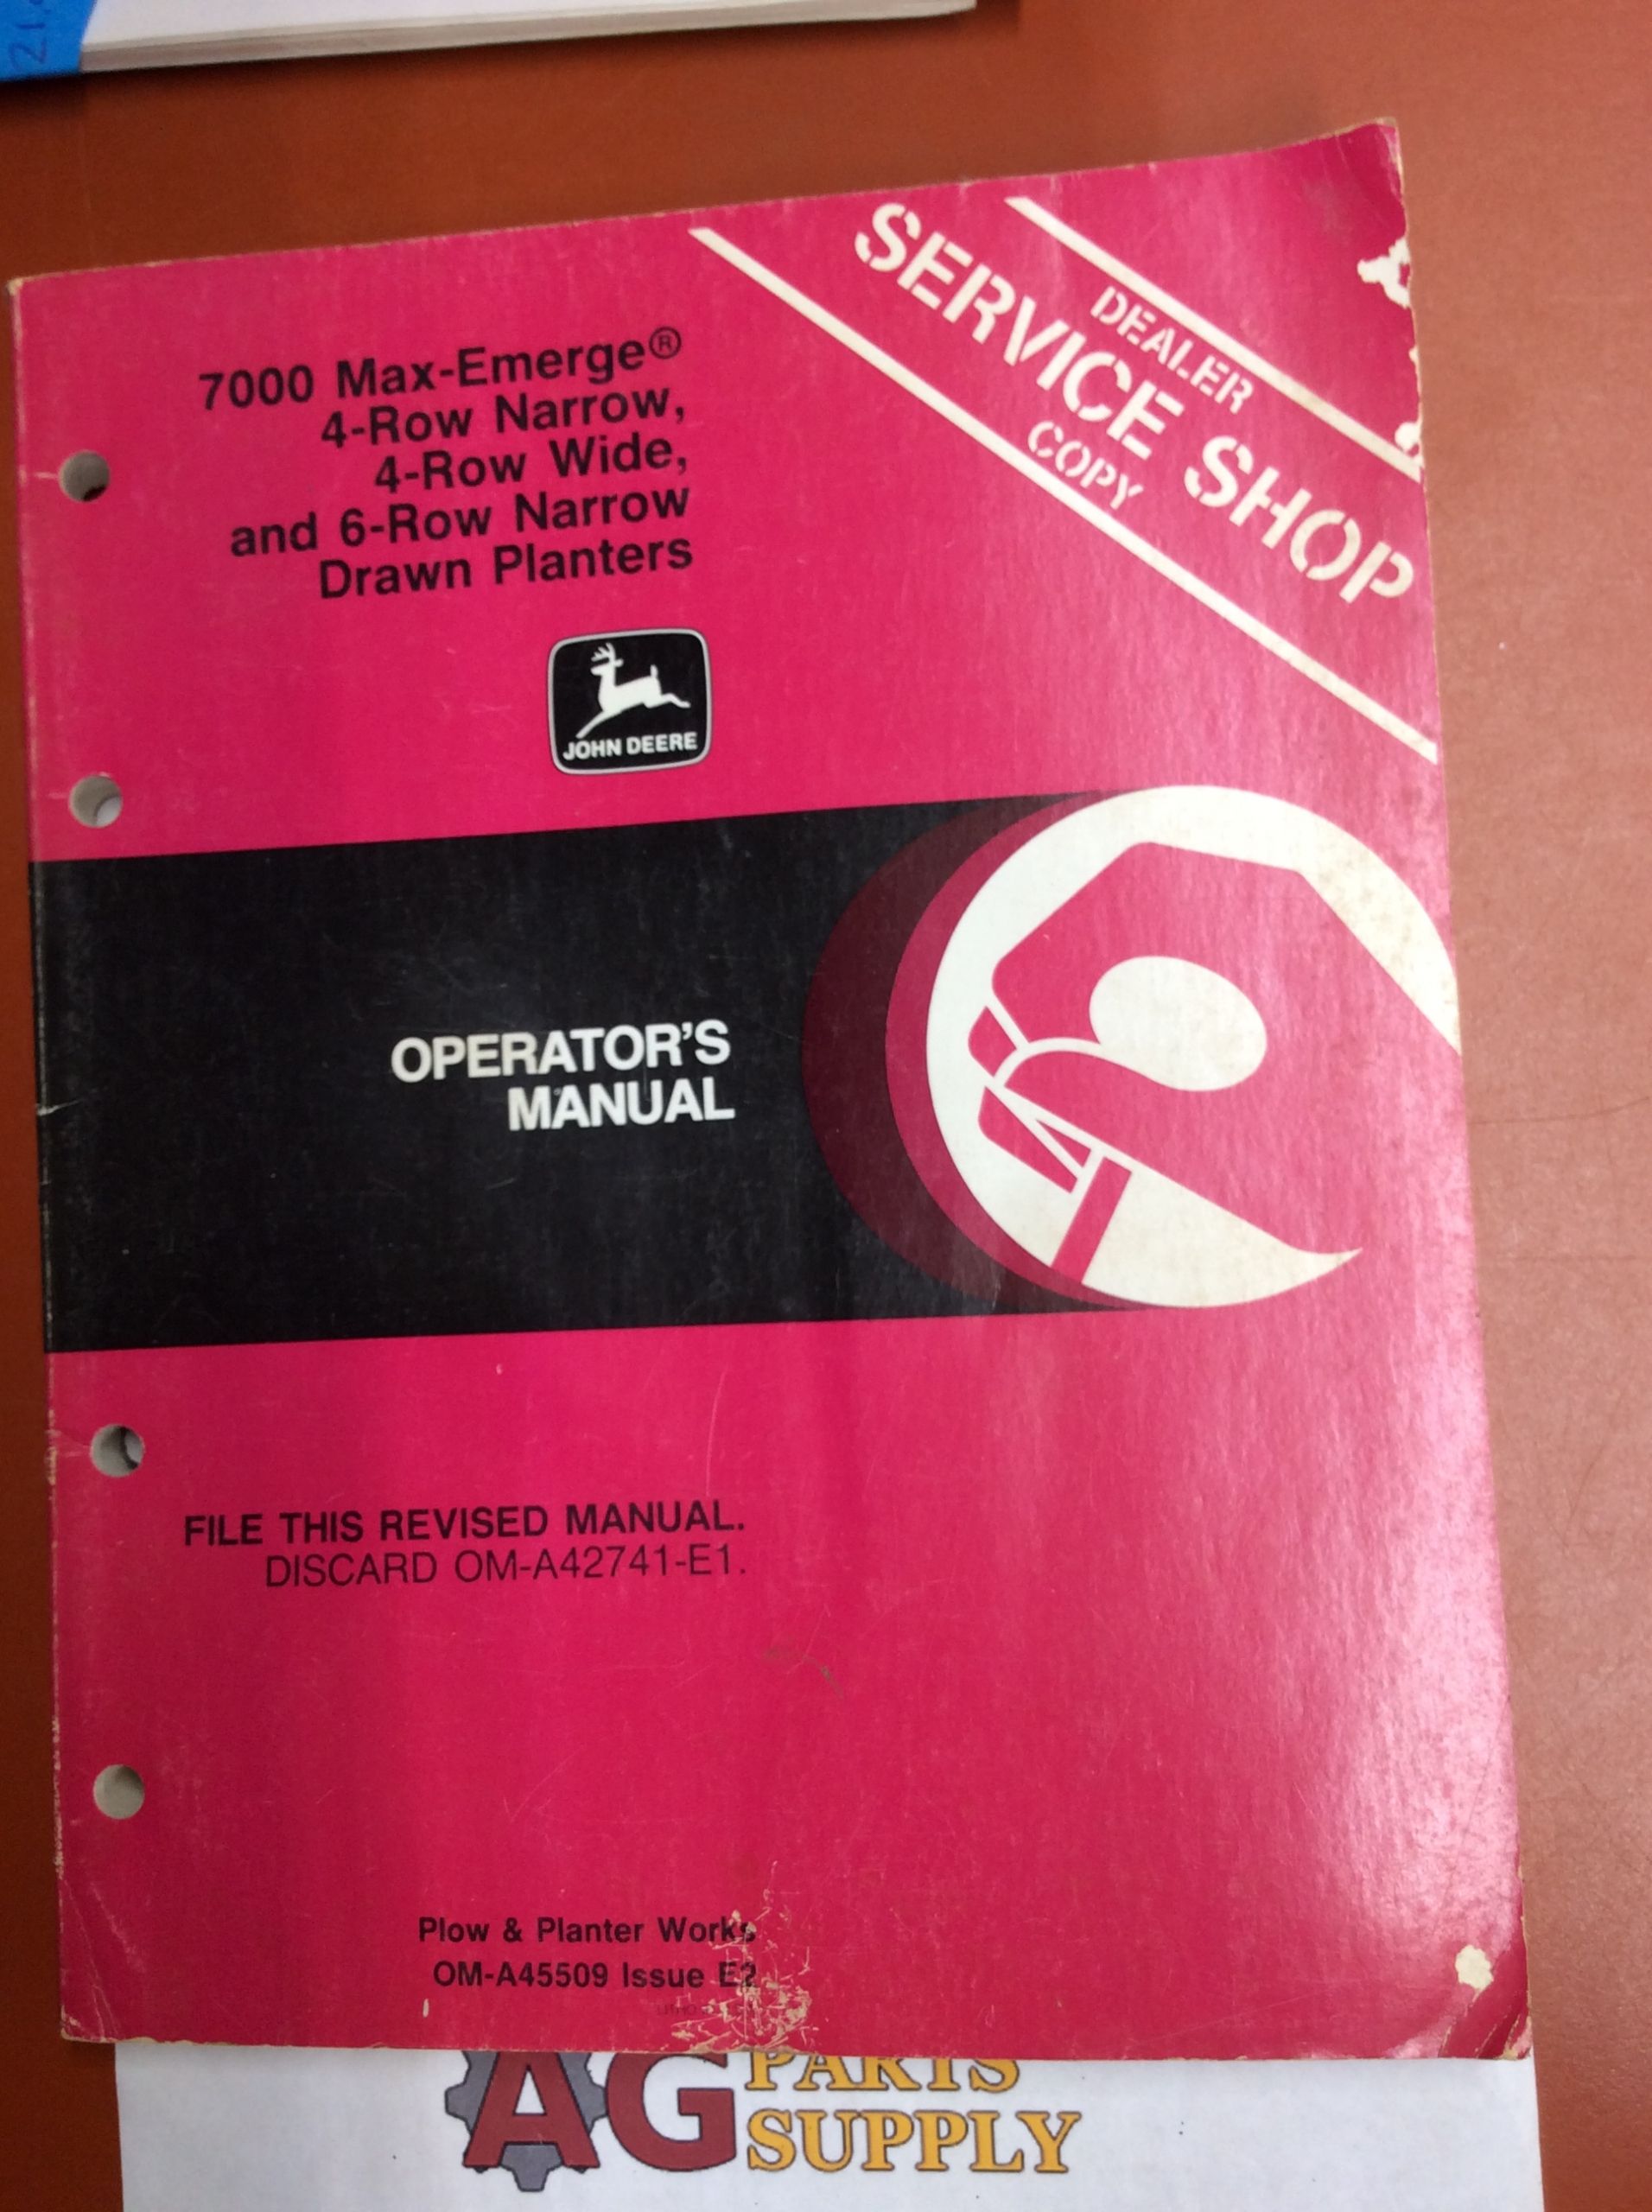 DEALER
SERVICE SHOP
COPY
7000 Max-Emerge®
4-Row Narrow,
4-Row Wide,
and 6-Row Narrow
Drawn Planters
JOHN DEERE
OPERATOR'S
MANUAL
FILE THIS REVISED MANUAL.
DISCARD OM-A42741-E1.
Plow & Planter Works
OM-A45509 Issue E2
AG PARTS
SUPPLY